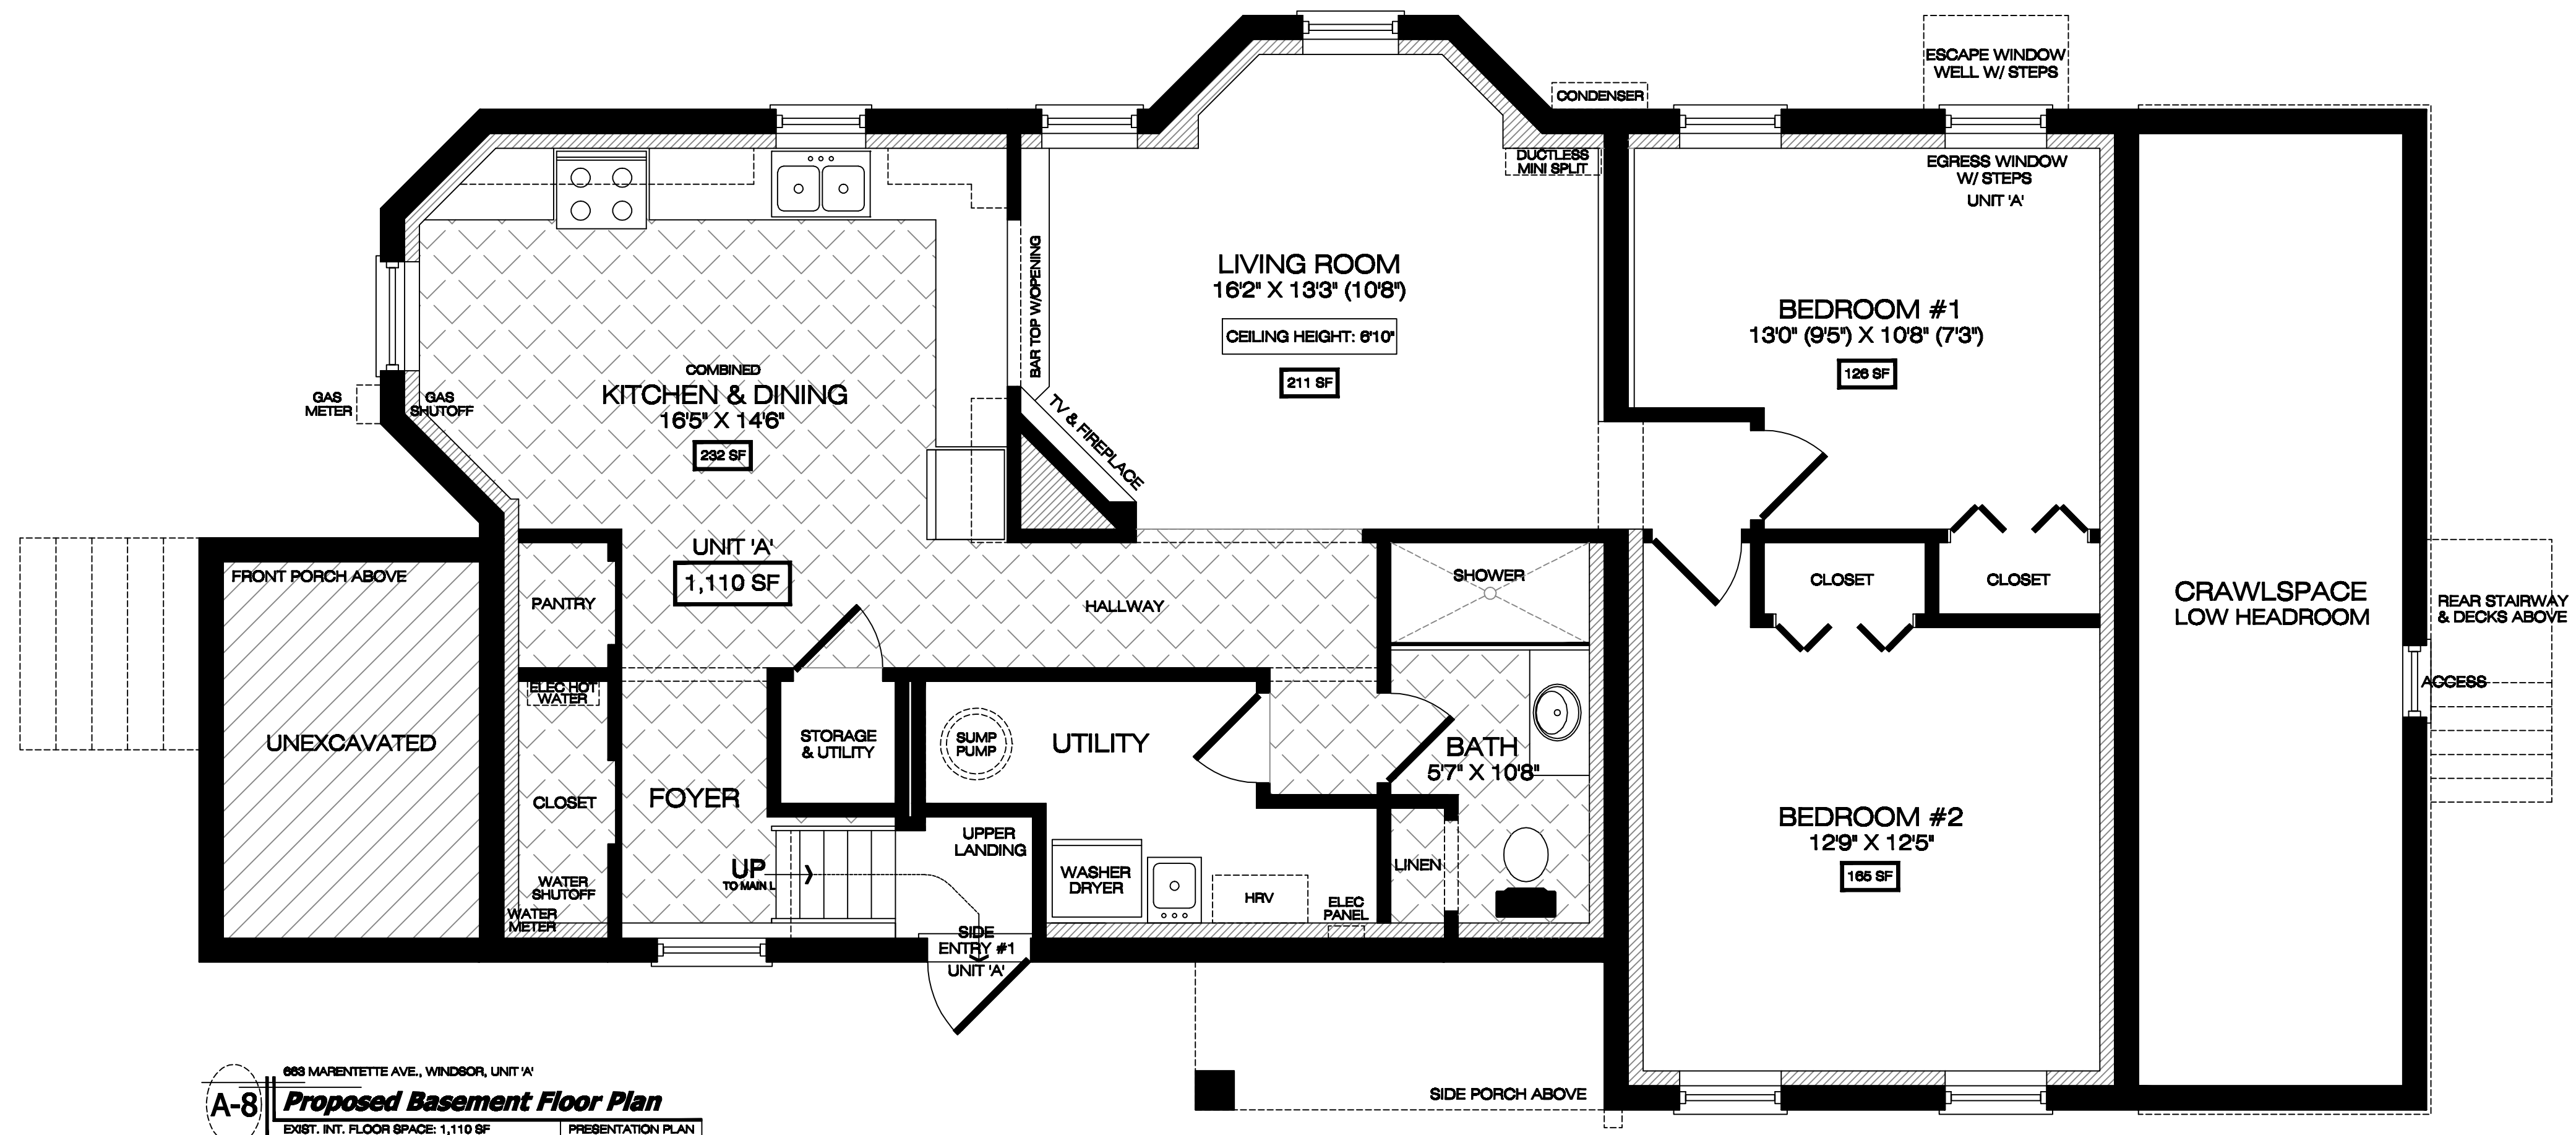 ESCAPE WINDOW
WELL W/ STEPS
CONDENSER
DUCTLESS
MINI SPLIT
EGRESS WINDOW
W/ STEPS
UNIT 'A'
BAR TOP W/OPENING
LIVING ROOM
16'2" X 13'3" (10'8")
CEILING HEIGHT: 6'10"
211 SF
BEDROOM #1
13'0" (9'5") X 10'8" (7'3")
126 SF
COMBINED
KITCHEN & DINING
16'5" X 14'6"
232 SF
GAS
METER
GAS
SHUTOFF
TV & FIREPLACE
UNIT 'A'
1,110 SF
FRONT PORCH ABOVE
PANTRY
HALLWAY
SHOWER
CLOSET
CLOSET
CRAWLSPACE
LOW HEADROOM
REAR STAIRWAY
& DECKS ABOVE
ACCESS
ELEC HOT
WATER
UNEXCAVATED
STORAGE
& UTILITY
SUMP
PUMP
UTILITY
BATH
5'7" X 10'8"
CLOSET
FOYER
BEDROOM #2
12'9" X 12'5"
165 SF
UPPER
LANDING
UP
TO MAIN L
WASHER
DRYER
HRV
LINEN
ELEC
PANEL
WATER
SHUTOFF
WATER
METER
SIDE
ENTRY #1
UNIT 'A'
SIDE PORCH ABOVE
663 MARENTETTE AVE., WINDSOR, UNIT 'A'
A-8
Proposed Basement Floor Plan
EXIST. INT. FLOOR SPACE: 1,110 SF
PRESENTATION PLAN